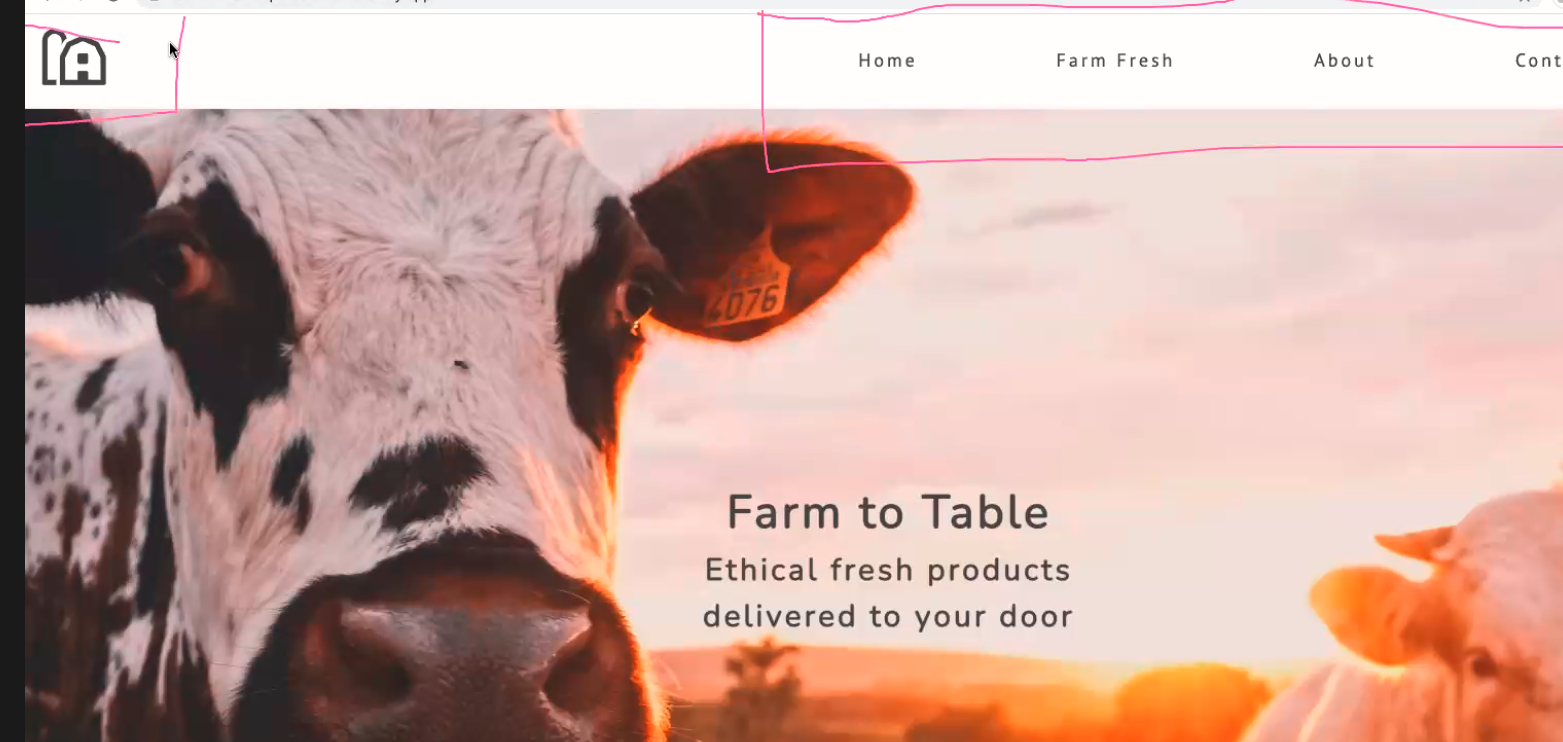 Home Farm Fresh About Cont
4076
Farm to Table
Ethical fresh products
delivered to your door